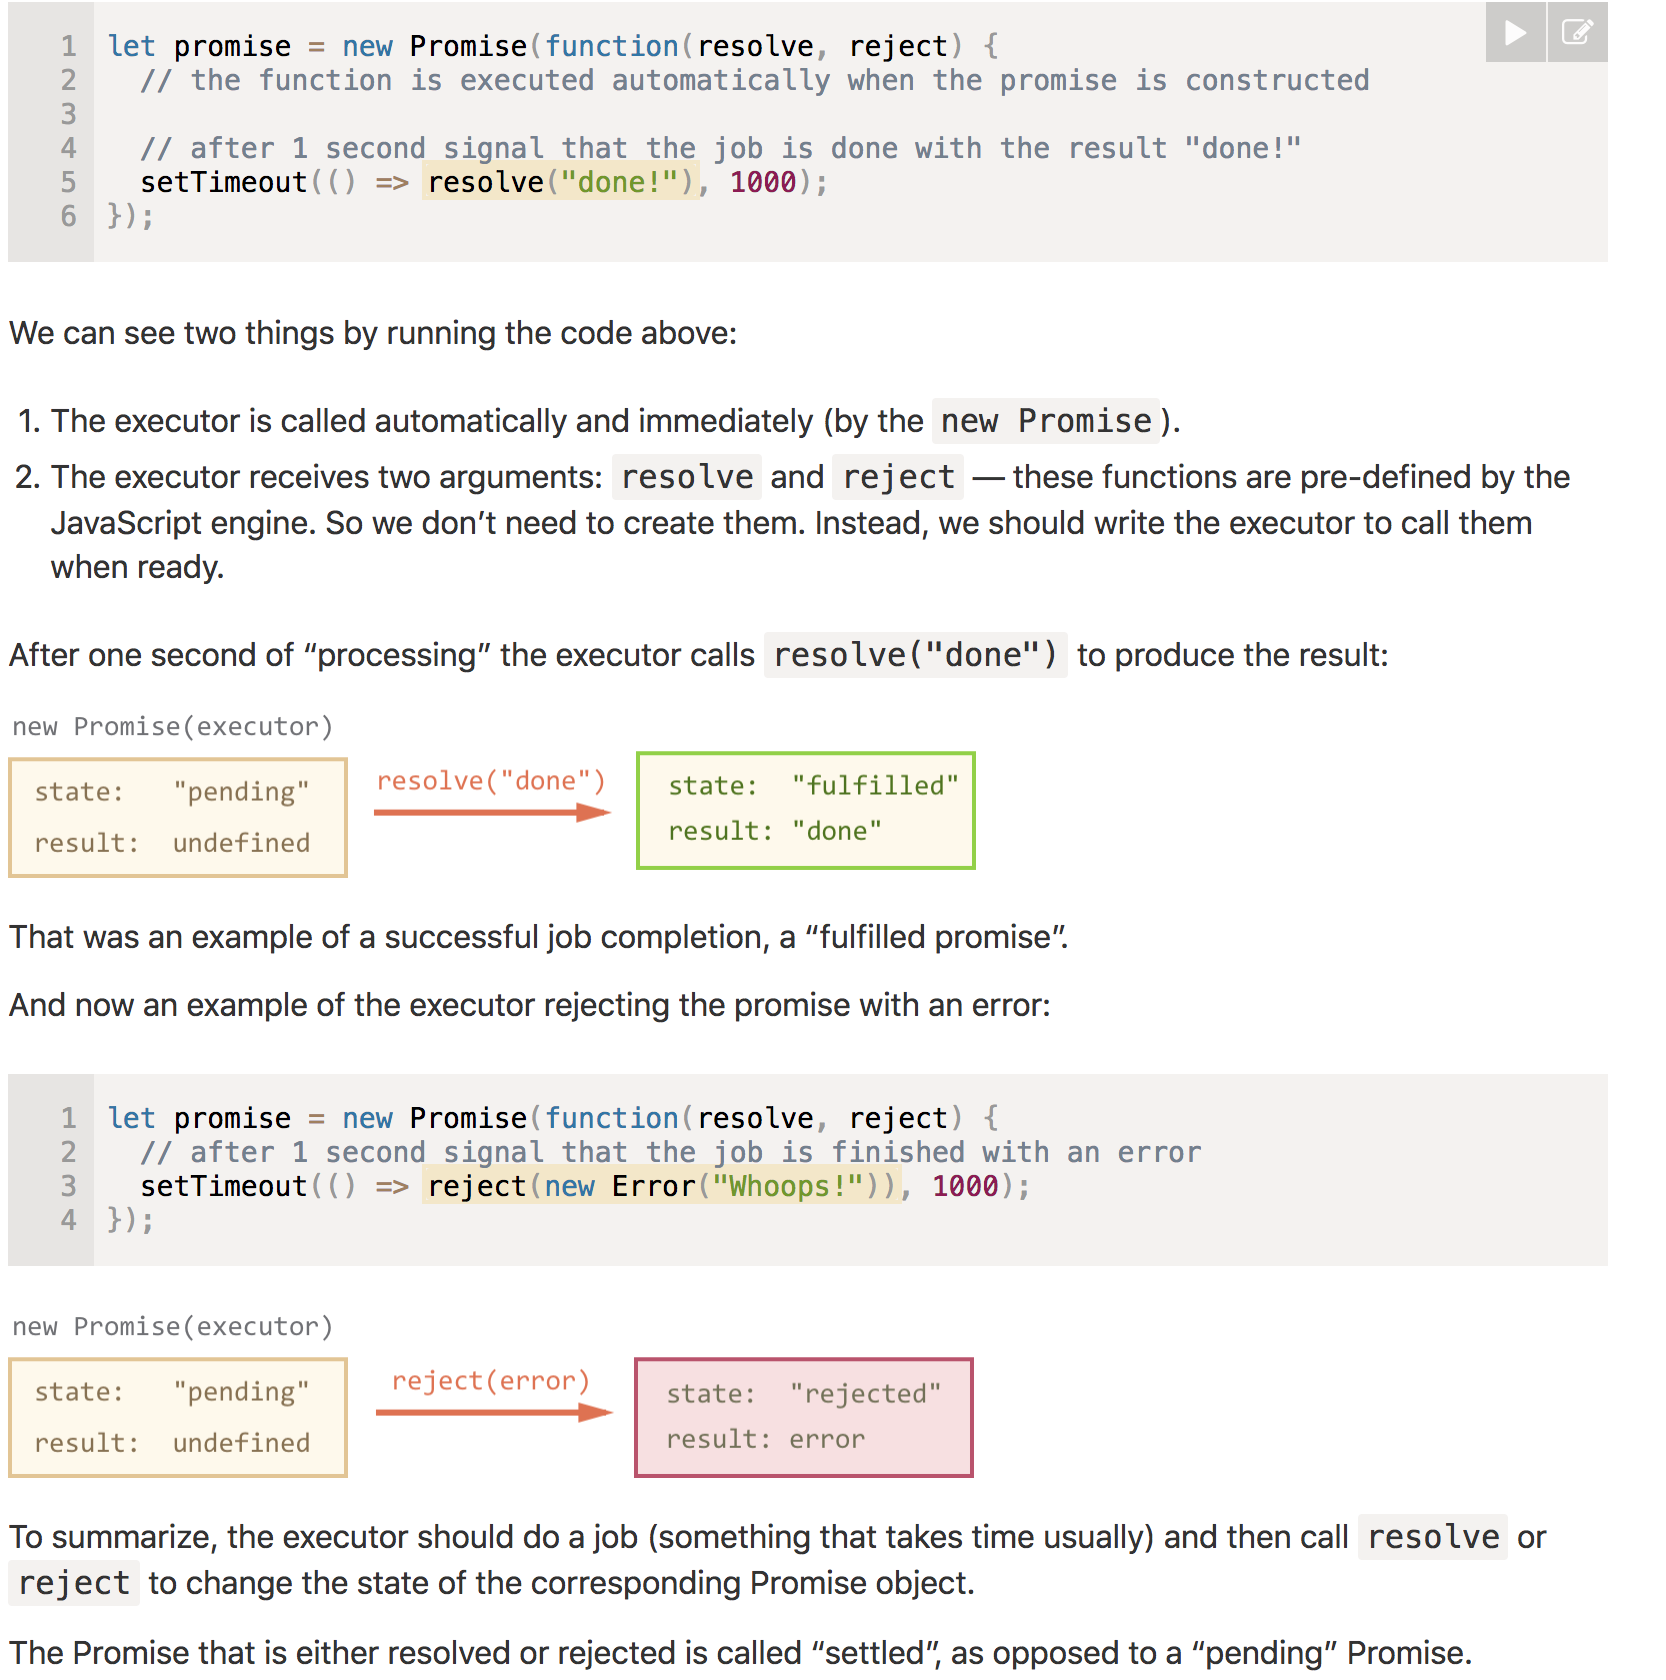 1 let promise = new Promise(function(resolve, reject) {
2   // the function is executed automatically when the promise is constructed
3
4   // after 1 second signal that the job is done with the result "done!"
5   setTimeout(() => resolve("done!"), 1000);
6 });
We can see two things by running the code above:
1. The executor is called automatically and immediately (by the new Promise).
2. The executor receives two arguments: resolve and reject — these functions are pre-defined by the
JavaScript engine. So we don’t need to create them. Instead, we should write the executor to call them
when ready.
After one second of “processing” the executor calls resolve("done") to produce the result:
new Promise(executor)
state: "pending"
result: undefined
resolve("done")
state: "fulfilled"
result: "done"
That was an example of a successful job completion, a “fulfilled promise”.
And now an example of the executor rejecting the promise with an error:
1 let promise = new Promise(function(resolve, reject) {
2   // after 1 second signal that the job is finished with an error
3   setTimeout(() => reject(new Error("Whoops!")), 1000);
4 });
new Promise(executor)
state: "pending"
result: undefined
reject(error)
state: "rejected"
result: error
To summarize, the executor should do a job (something that takes time usually) and then call resolve or
reject to change the state of the corresponding Promise object.
The Promise that is either resolved or rejected is called “settled”, as opposed to a “pending” Promise.